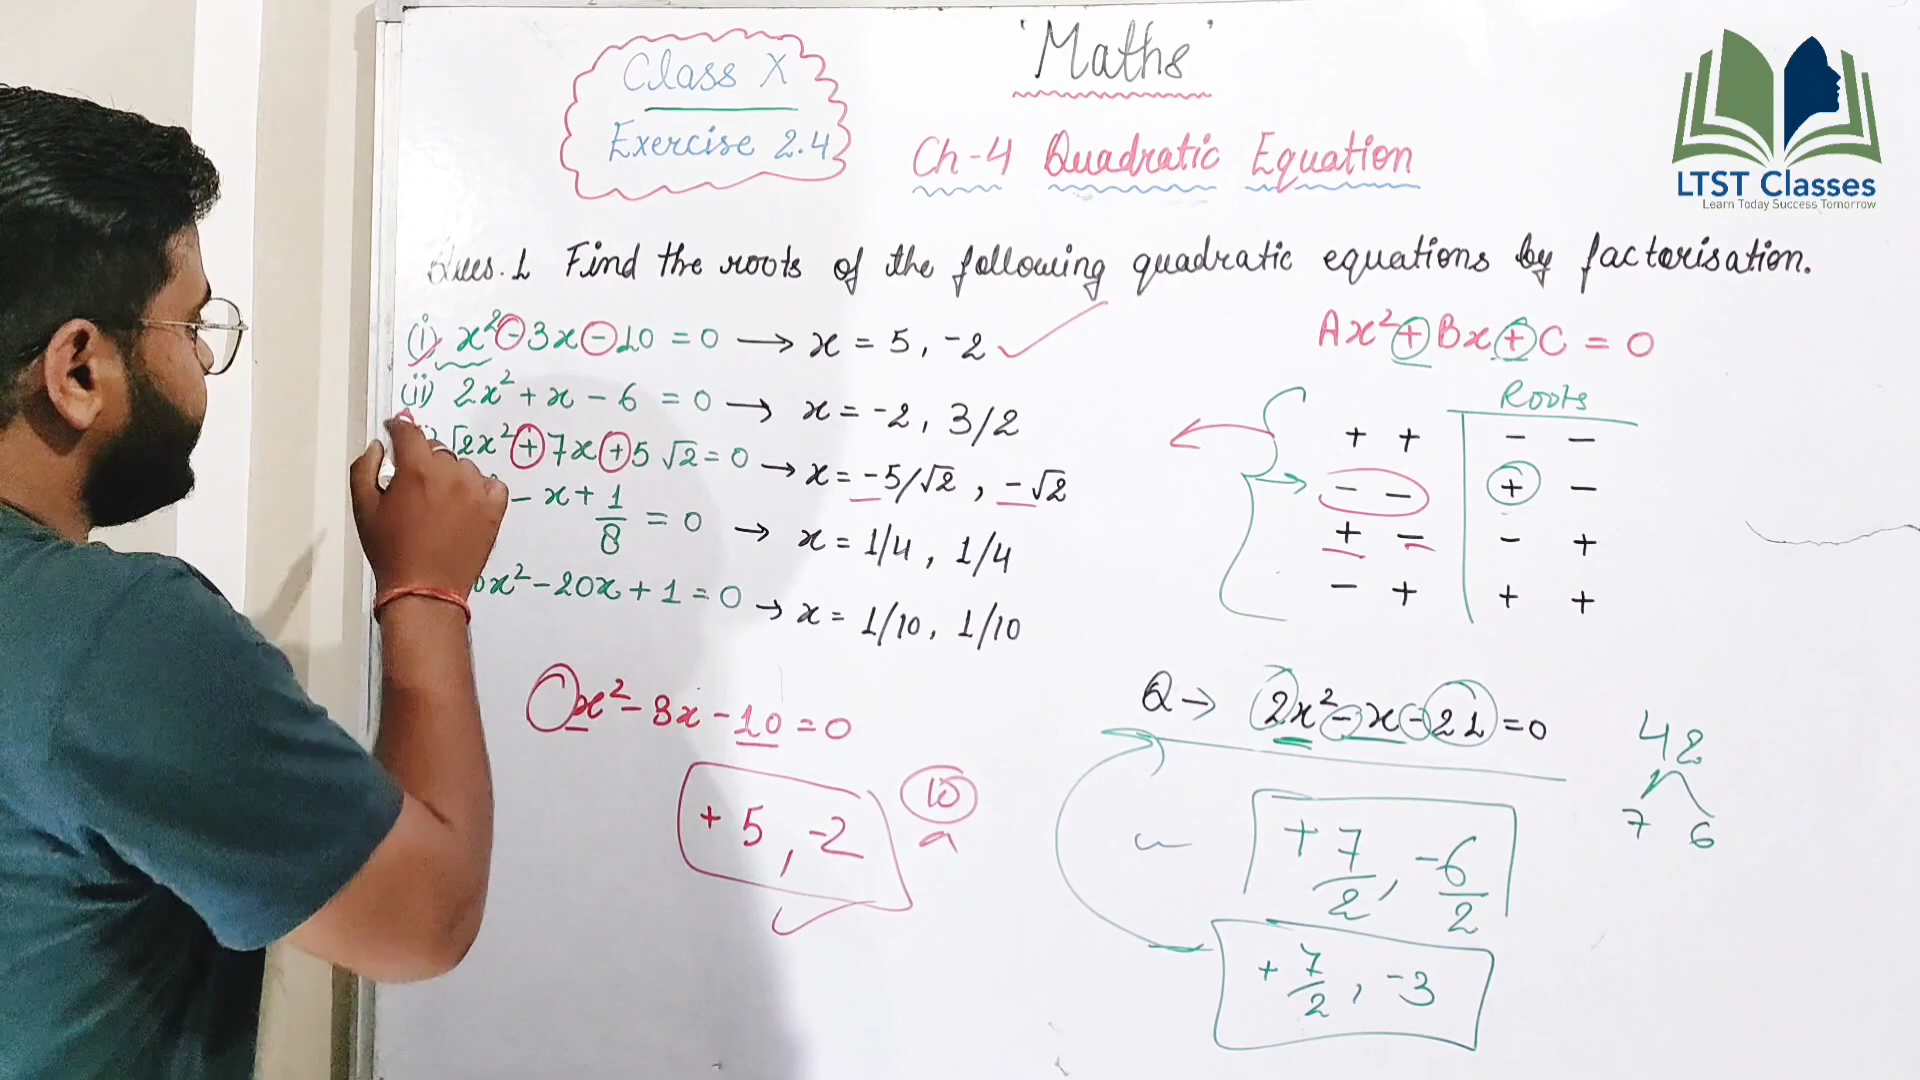 'Maths'
Class X
Exercise 2.4
Ch-4 Quadratic Equation
LTST Classes
Learn Today Success Tomorrow
Ques. 1 Find the roots of the following quadratic equations by factorisation.
(i) x² - 3x - 10 = 0 → x = 5, -2 ✓
(ii) 2x² + x - 6 = 0 → x = -2, 3/2
√2x² + 7x + 5√2 = 0 → x = -5/√2, -√2
- x + 1/8 = 0 → x = 1/4, 1/4
x² - 20x + 1 = 0 → x = 1/10, 1/10
Ax² + Bx + C = 0
Roots
+ + - -
- - + -
+ - - +
- + + +
x² - 3x - 10 = 0
+5, -2
10
Q → 2x² - x - 21 = 0
42
7 6
+7/2, -6/2
+7/2, -3